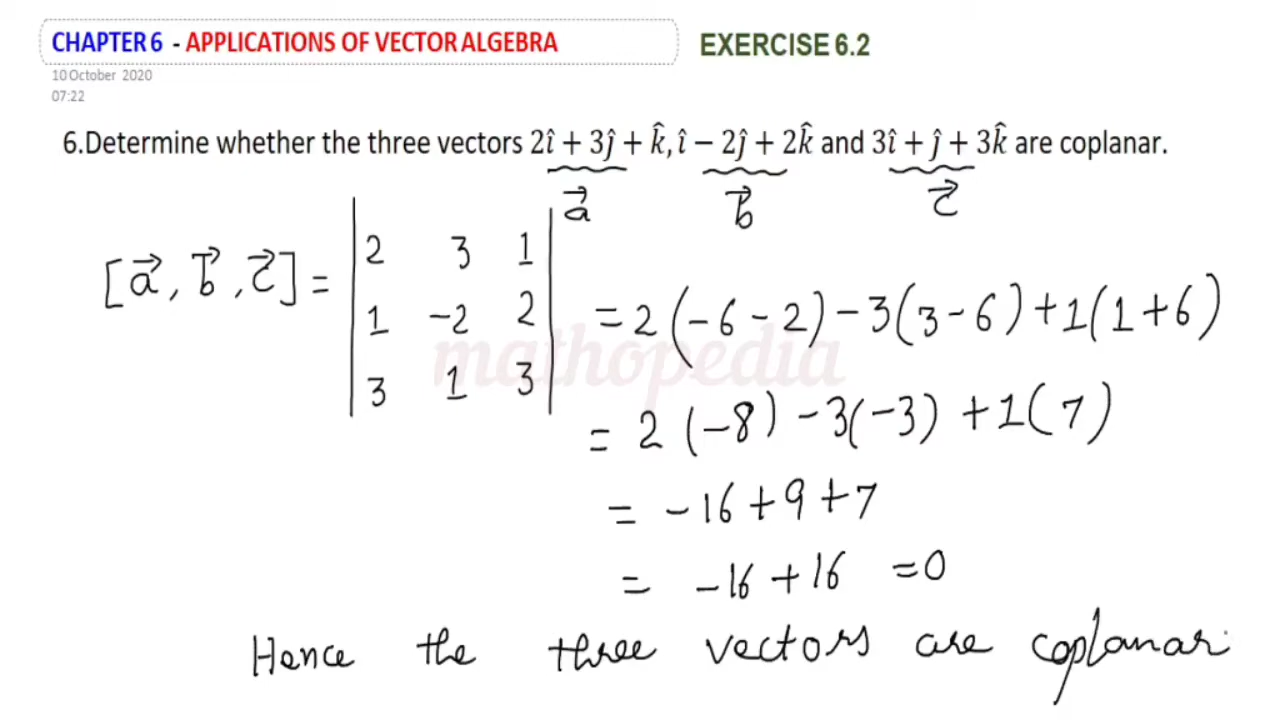 CHAPTER 6 - APPLICATIONS OF VECTOR ALGEBRA EXERCISE 6.2
10 October 2020
07:22
6.Determine whether the three vectors 2î + 3ĵ + k̂, î − 2ĵ + 2k̂ and 3î + ĵ + 3k̂ are coplanar.
a⃗ b⃗ c⃗
[a⃗, b⃗, c⃗] = | 2 3 1 |
| 1 -2 2 | = 2(-6-2) -3(3-6) +1(1+6)
mathopedia
| 3 1 3 |
= 2(-8) -3(-3) +1(7)
= -16+9+7
= -16+16 =0
Hence the three vectors are coplanar.